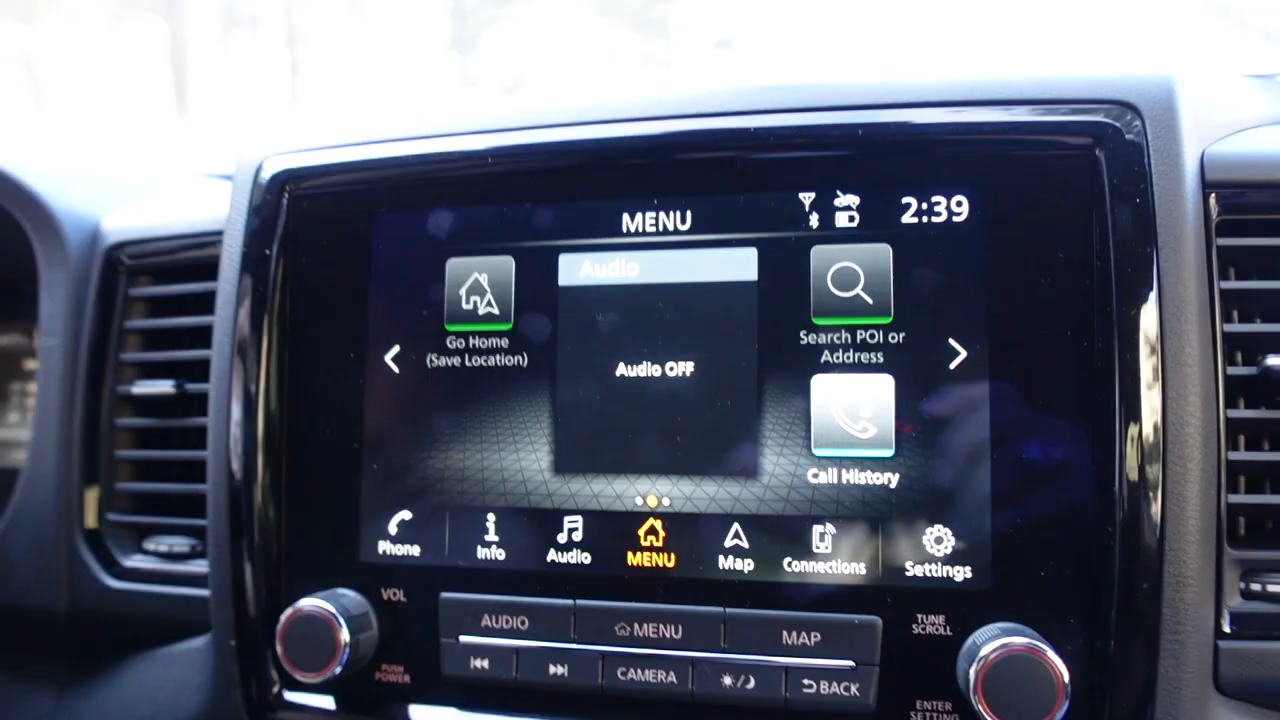 MENU
2:39
Audio
Go Home
(Save Location)
Audio OFF
Search POI or
Address
Call History
Phone
Info
Audio
MENU
Map
Connections
Settings
VOL
AUDIO
MENU
MAP
TUNE
SCROLL
PUSH
POWER
CAMERA
BACK
ENTER
SETTING